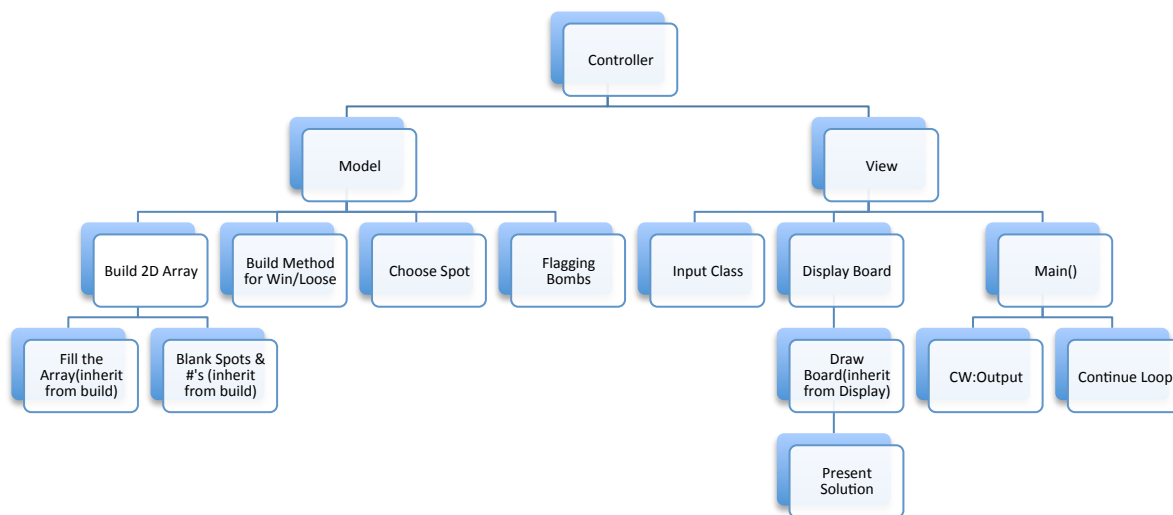 Controller
Model
View
Build 2D Array
Build Method
for Win/Loose
Choose Spot
Flagging
Bombs
Input Class
Display Board
Main()
Fill the
Array(inherit
from build)
Blank Spots &
#'s (inherit
from build)
Draw
Board(inherit
from Display)
CW:Output
Continue Loop
Present
Solution